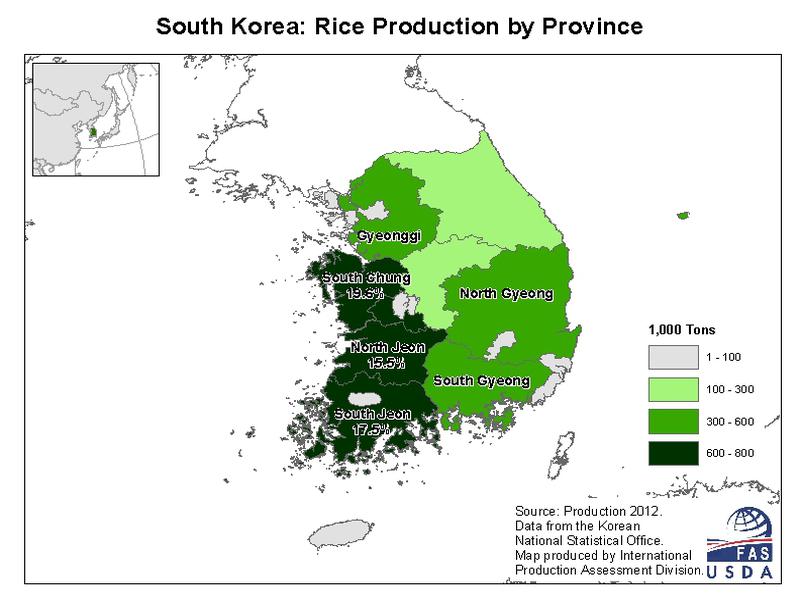 South Korea: Rice Production by Province
Gyeonggi
South Chung
19.6%
North Gyeong
North Jeon
15.5%
South Gyeong
South Jeon
17.5%
1,000 Tons
1 - 100
100 - 300
300 - 600
600 - 800
Source: Production 2012.
Data from the Korean
National Statistical Office.
Map produced by International
Production Assessment Division.
FAS
USDA